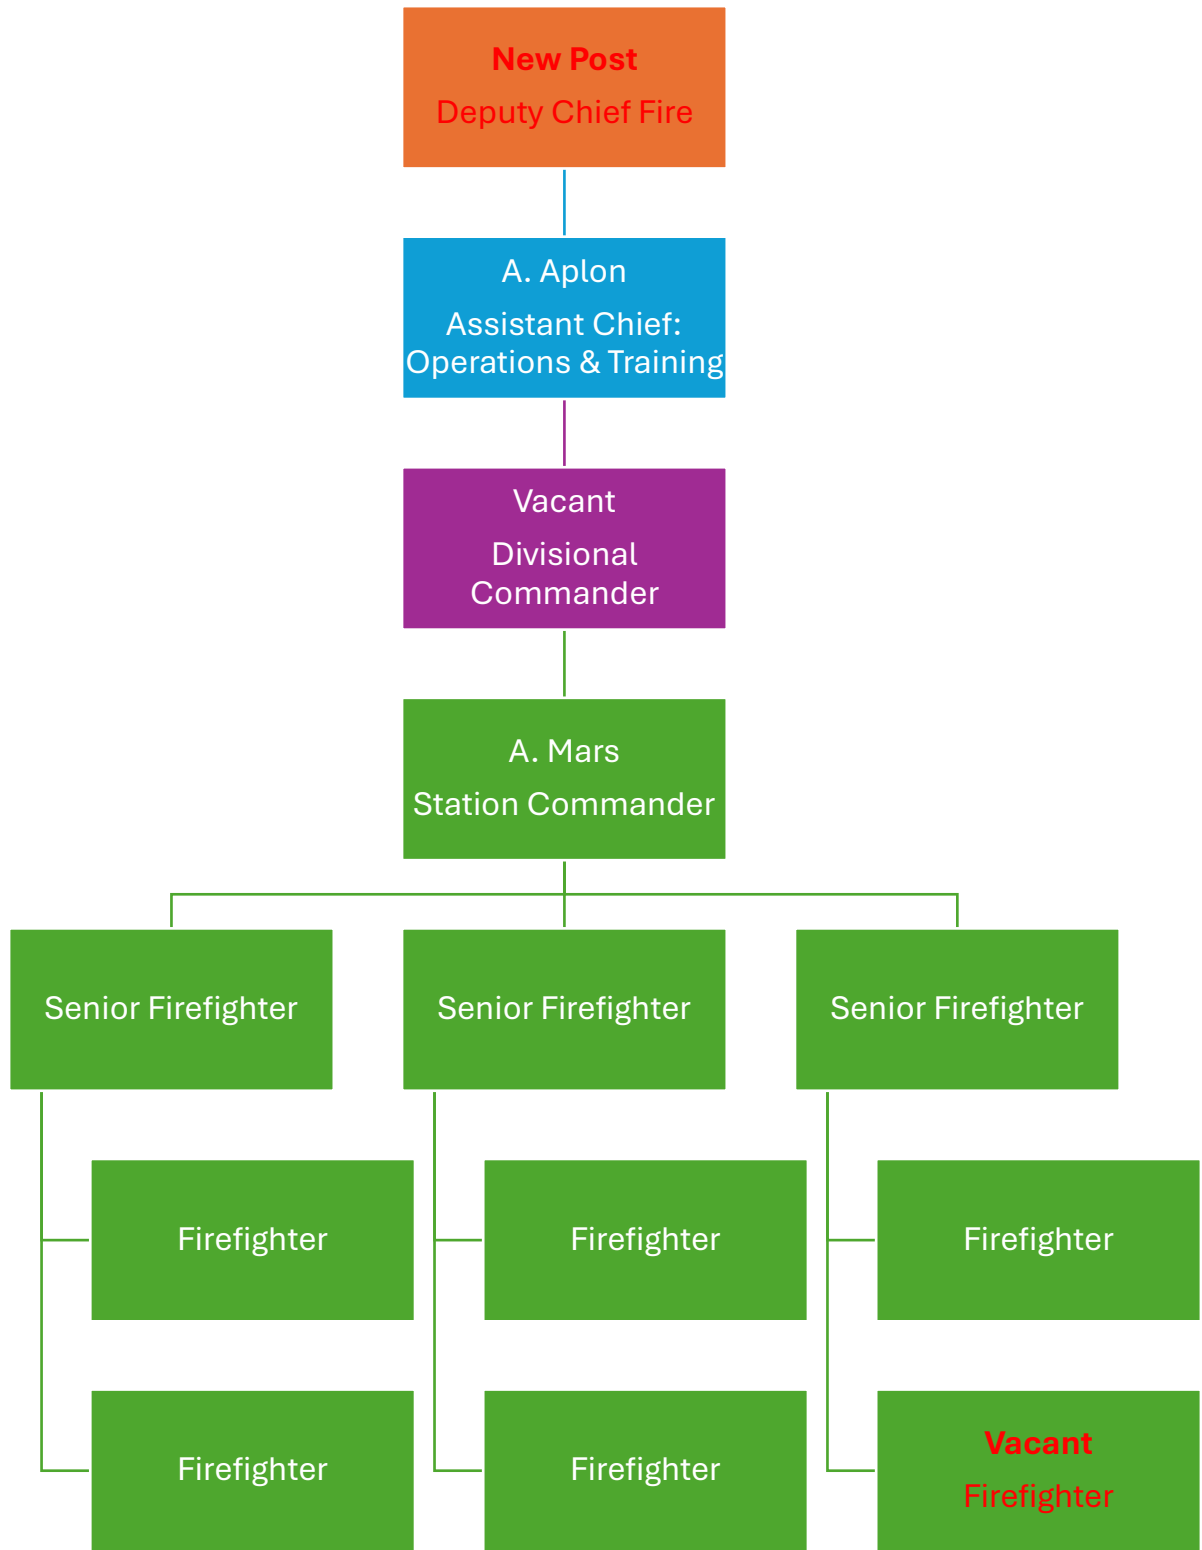 New Post
Deputy Chief Fire
A. Aplon
Assistant Chief:
Operations & Training
Vacant
Divisional
Commander
A. Mars
Station Commander
Senior Firefighter
Senior Firefighter
Senior Firefighter
Firefighter
Firefighter
Firefighter
Firefighter
Firefighter
Vacant
Firefighter